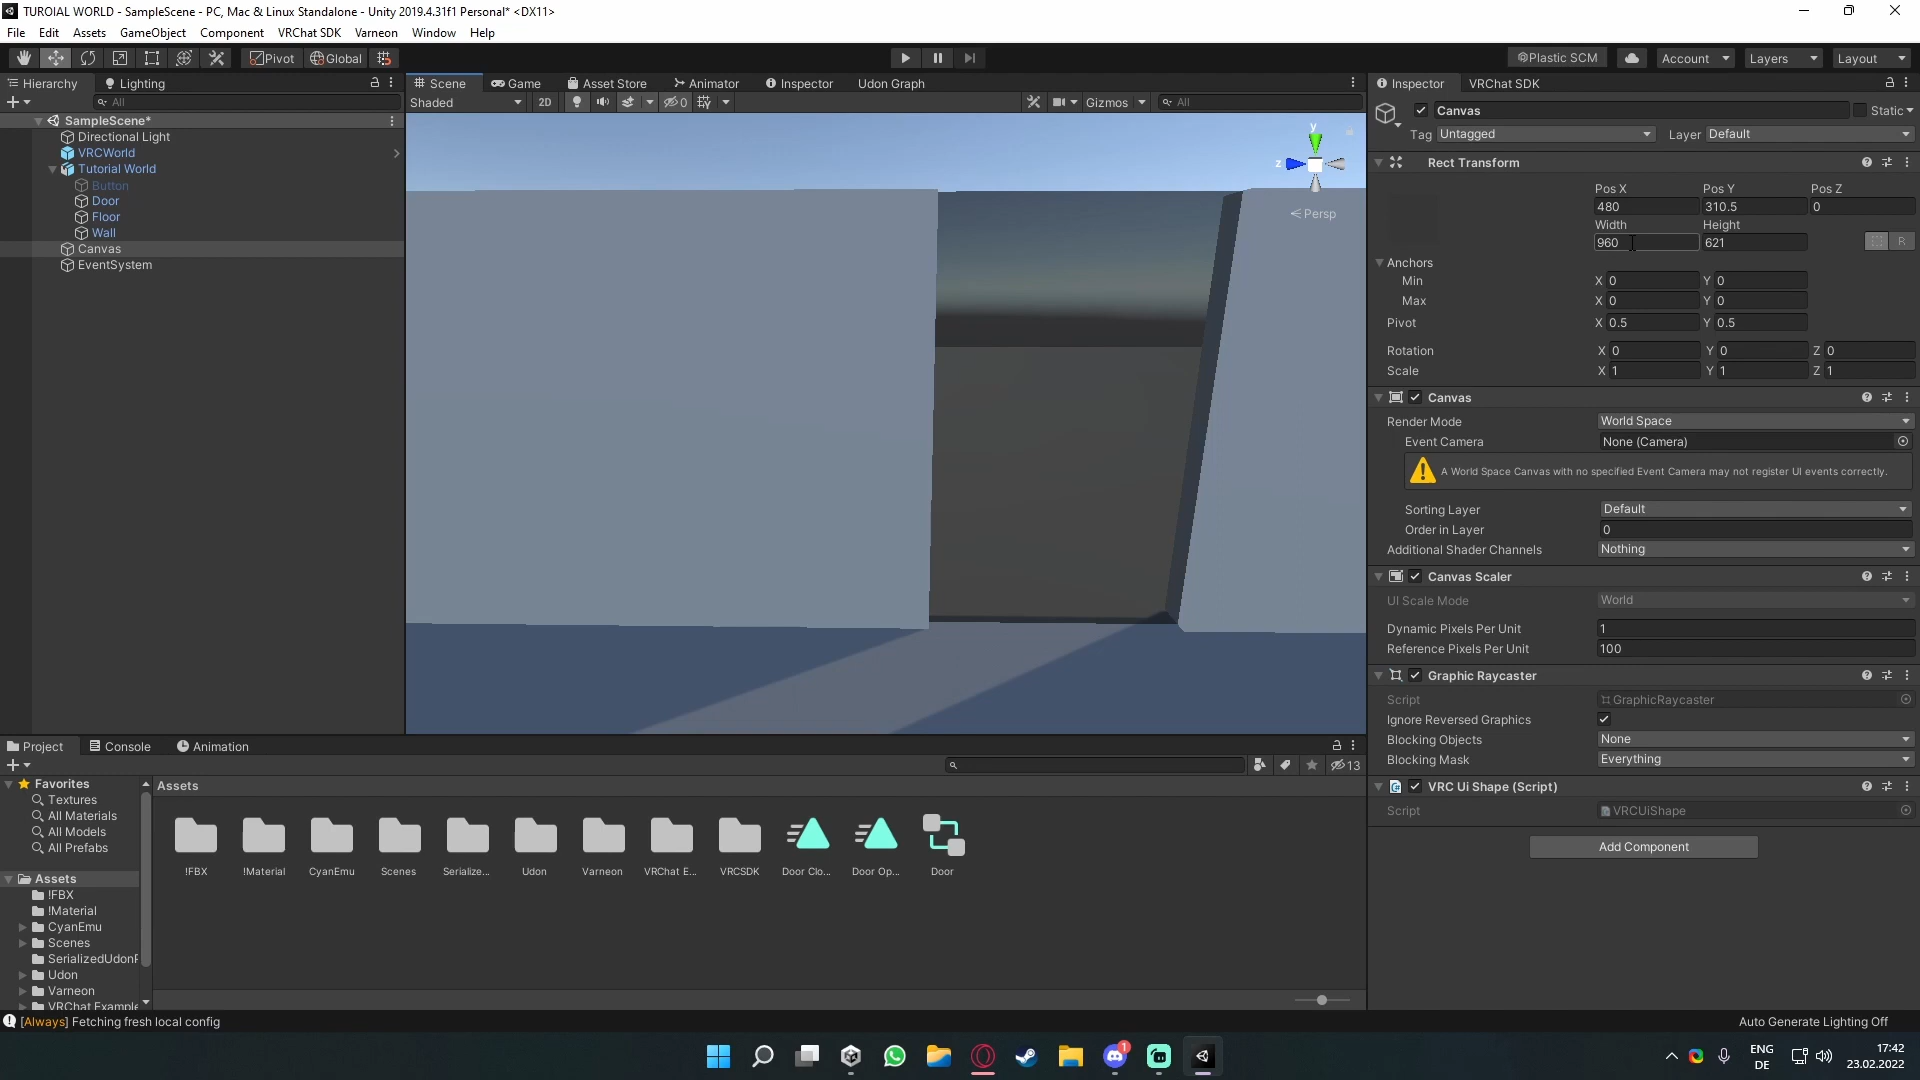 TUROIAL WORLD - SampleScene - PC, Mac & Linux Standalone - Unity 2019.4.31f1 Personal* <DX11>
File Edit Assets GameObject Component VRChat SDK Varneon Window Help
Pivot Global Plastic SCM Account Layers Layout
Hierarchy Lighting
All
SampleScene*
Directional Light
VRCWorld
Tutorial World
Button
Door
Floor
Wall
Canvas
EventSystem
Scene Game Asset Store Animator Inspector Udon Graph
Shaded 2D 0 Gizmos All
y
z
Persp
Inspector VRChat SDK
Canvas Static
Tag Untagged Layer Default
Rect Transform
Pos X Pos Y Pos Z
480 310.5 0
Width Height
960 621 R
Anchors
Min X 0 Y 0
Max X 0 Y 0
Pivot X 0.5 Y 0.5
Rotation X 0 Y 0 Z 0
Scale X 1 Y 1 Z 1
Canvas
Render Mode World Space
Event Camera None (Camera)
A World Space Canvas with no specified Event Camera may not register UI events correctly.
Sorting Layer Default
Order in Layer 0
Additional Shader Channels Nothing
Canvas Scaler
UI Scale Mode World
Dynamic Pixels Per Unit 1
Reference Pixels Per Unit 100
Graphic Raycaster
Script GraphicRaycaster
Ignore Reversed Graphics
Blocking Objects None
Blocking Mask Everything
VRC Ui Shape (Script)
Script VRCUiShape
Add Component
Project Console Animation
13
Favorites
Textures
All Materials
All Models
All Prefabs
Assets
!FBX
!Material
CyanEmu
Scenes
SerializedUdonP
Udon
Varneon
VRChat Example
Assets
!FBX !Material CyanEmu Scenes Serialize... Udon Varneon VRChat E... VRCSDK Door Clo... Door Op... Door
[Always] Fetching fresh local config
Auto Generate Lighting Off
1
ENG
DE
17:42
23.02.2022